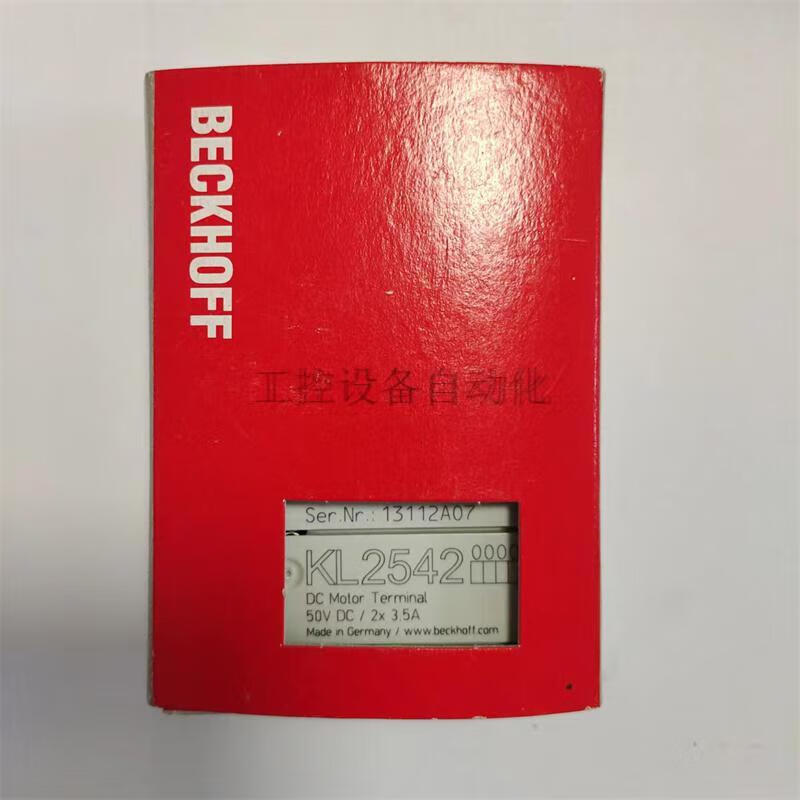 BECKHOFF
工控设备自动化
Ser.Nr.: 13112A07
KL2542 0000
DC Motor Terminal
50V DC / 2x 3.5A
Made in Germany / www.beckhoff.com